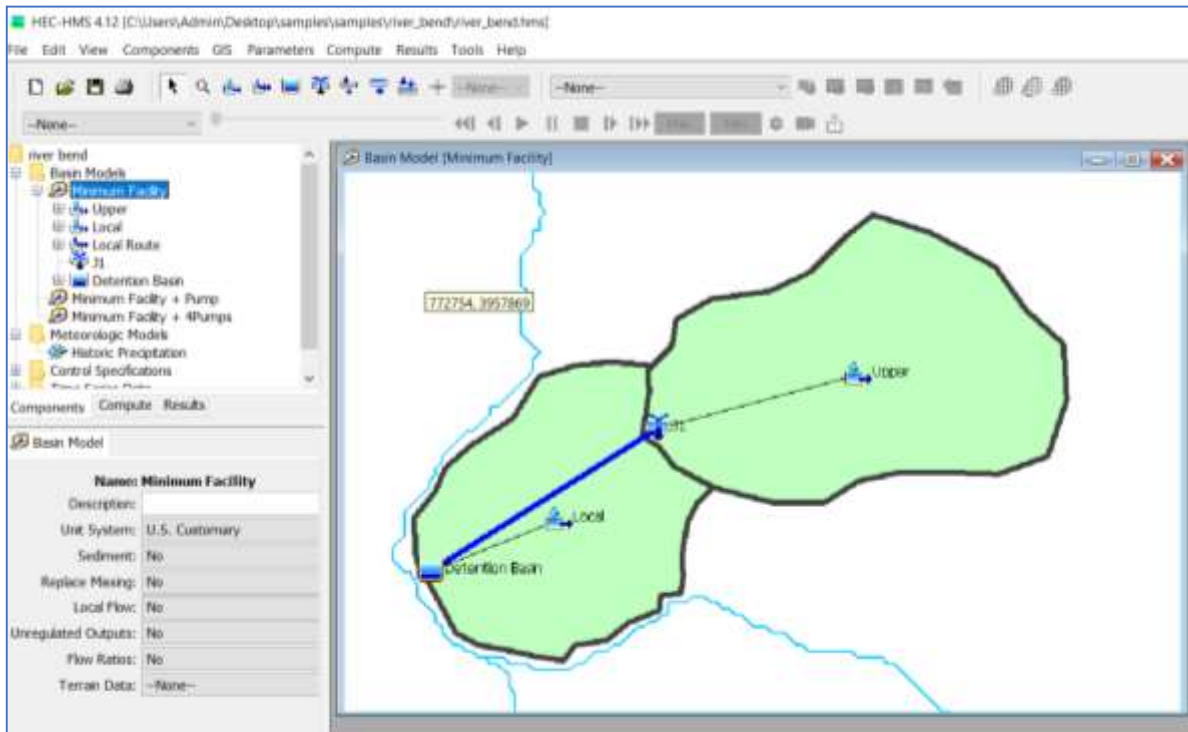 HEC-HMS 4.12 [C:\Users\Admin\Desktop\samples\samples\river_bend\river_bend.hms]
File Edit View Components GIS Parameters Compute Results Tools Help
--None-- --None--
--None--
river bend
Basin Models
Minimum Facility
Upper
Local
Local Route
J1
Detention Basin
Minimum Facility + Pump
Minimum Facility + 4Pumps
Meteorologic Models
Historic Precipitation
Control Specifications
Time-Series Data
Components Compute Results
Basin Model
Name: Minimum Facility
Description:
Unit System: U.S. Customary
Sediment: No
Replace Missing: No
Local Flow: No
Unregulated Outputs: No
Flow Ratios: No
Terrain Data: --None--
Basin Model [Minimum Facility]
772754, 3957869
Upper
J1
Local
Detention Basin